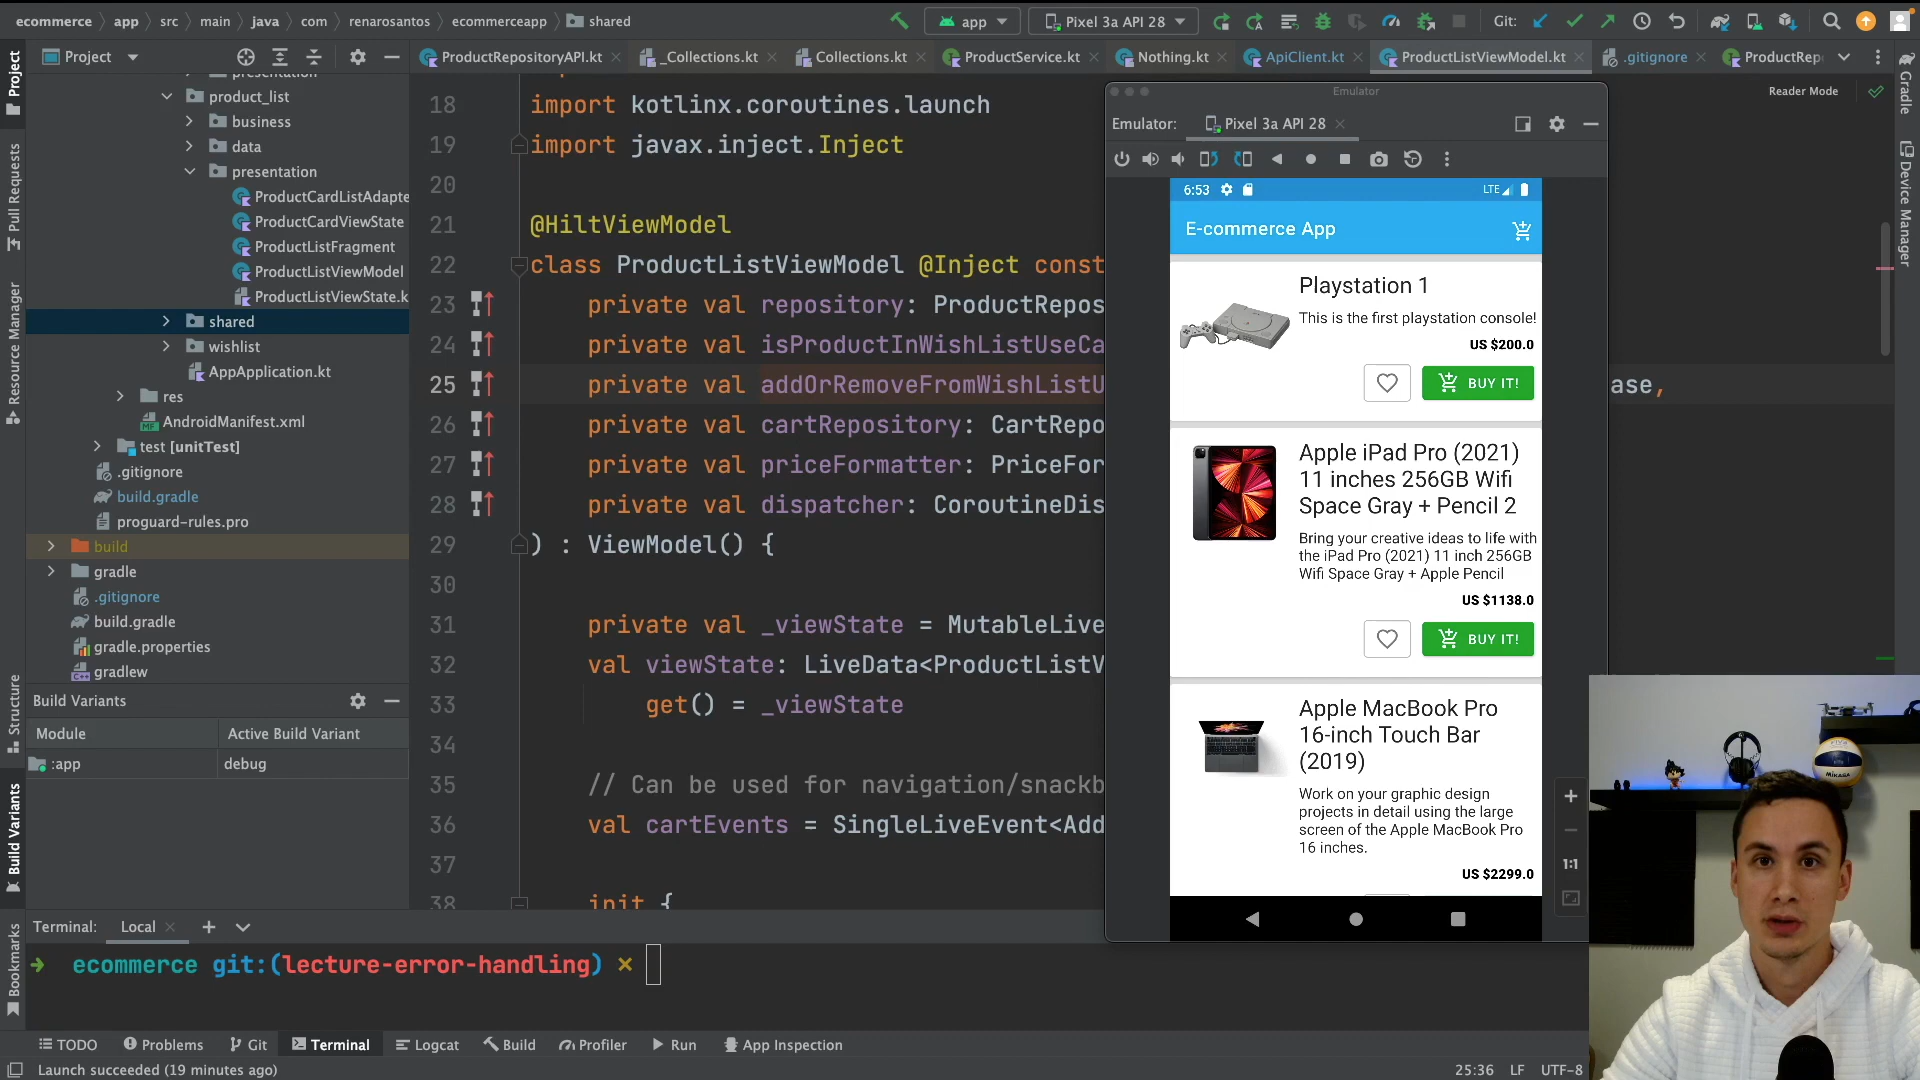 ecommerce app src main java com renarosantos ecommerceapp shared
app Pixel 3a API 28 Git:
Project
ProductRepositoryAPI.kt _Collections.kt Collections.kt ProductService.kt Nothing.kt ApiClient.kt ProductListViewModel.kt .gitignore ProductRep
Reader Mode
presentation
product_list
business
data
presentation
ProductCardListAdapte
ProductCardViewState
ProductListFragment
ProductListViewModel
ProductListViewState.k
shared
wishlist
AppApplication.kt
res
AndroidManifest.xml
test [unitTest]
.gitignore
build.gradle
proguard-rules.pro
build
gradle
.gitignore
build.gradle
gradle.properties
gradlew
Build Variants
Module Active Build Variant
:app debug
Project
Pull Requests
Resource Manager
Structure
Build Variants
Bookmarks
Gradle
Device Manager
18 import kotlinx.coroutines.launch
19 import javax.inject.Inject
20
21 @HiltViewModel
22 class ProductListViewModel @Inject const
23 private val repository: ProductRepos
24 private val isProductInWishListUseCa
25 private val addOrRemoveFromWishListU ase,
26 private val cartRepository: CartRepo
27 private val priceFormatter: PriceFor
28 private val dispatcher: CoroutineDis
29 ) : ViewModel() {
30
31 private val _viewState = MutableLive
32 val viewState: LiveData<ProductListV
33 get() = _viewState
34
35 // Can be used for navigation/snackb
36 val cartEvents = SingleLiveEvent<Add
37
38 init {
Emulator
Emulator: Pixel 3a API 28
6:53 LTE
E-commerce App
Playstation 1
This is the first playstation console!
US $200.0
BUY IT!
Apple iPad Pro (2021)
11 inches 256GB Wifi
Space Gray + Pencil 2
Bring your creative ideas to life with
the iPad Pro (2021) 11 inch 256GB
Wifi Space Gray + Apple Pencil
US $1138.0
BUY IT!
Apple MacBook Pro
16-inch Touch Bar
(2019)
Work on your graphic design
projects in detail using the large
screen of the Apple MacBook Pro
16 inches.
US $2299.0
1:1
MIKASA
Terminal: Local
ecommerce git:(lecture-error-handling) ×
TODO Problems Git Terminal Logcat Build Profiler Run App Inspection
Launch succeeded (19 minutes ago)
25:36 LF UTF-8